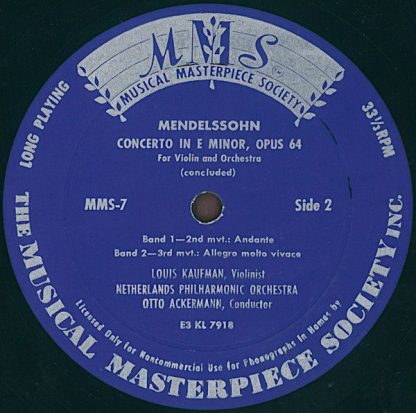 MMS
MUSICAL MASTERPIECE SOCIETY
LONG PLAYING
33 1/3 RPM
MENDELSSOHN
CONCERTO IN E MINOR, OPUS 64
For Violin and Orchestra
(concluded)
MMS-7
Side 2
Band 1—2nd mvt.: Andante
Band 2—3rd mvt.: Allegro molto vivace
LOUIS KAUFMAN, Violinist
NETHERLANDS PHILHARMONIC ORCHESTRA
OTTO ACKERMANN, Conductor
E3 KL 7918
Licensed Only for Noncommercial Use for Phonographs in Homes by
THE MUSICAL MASTERPIECE SOCIETY INC.